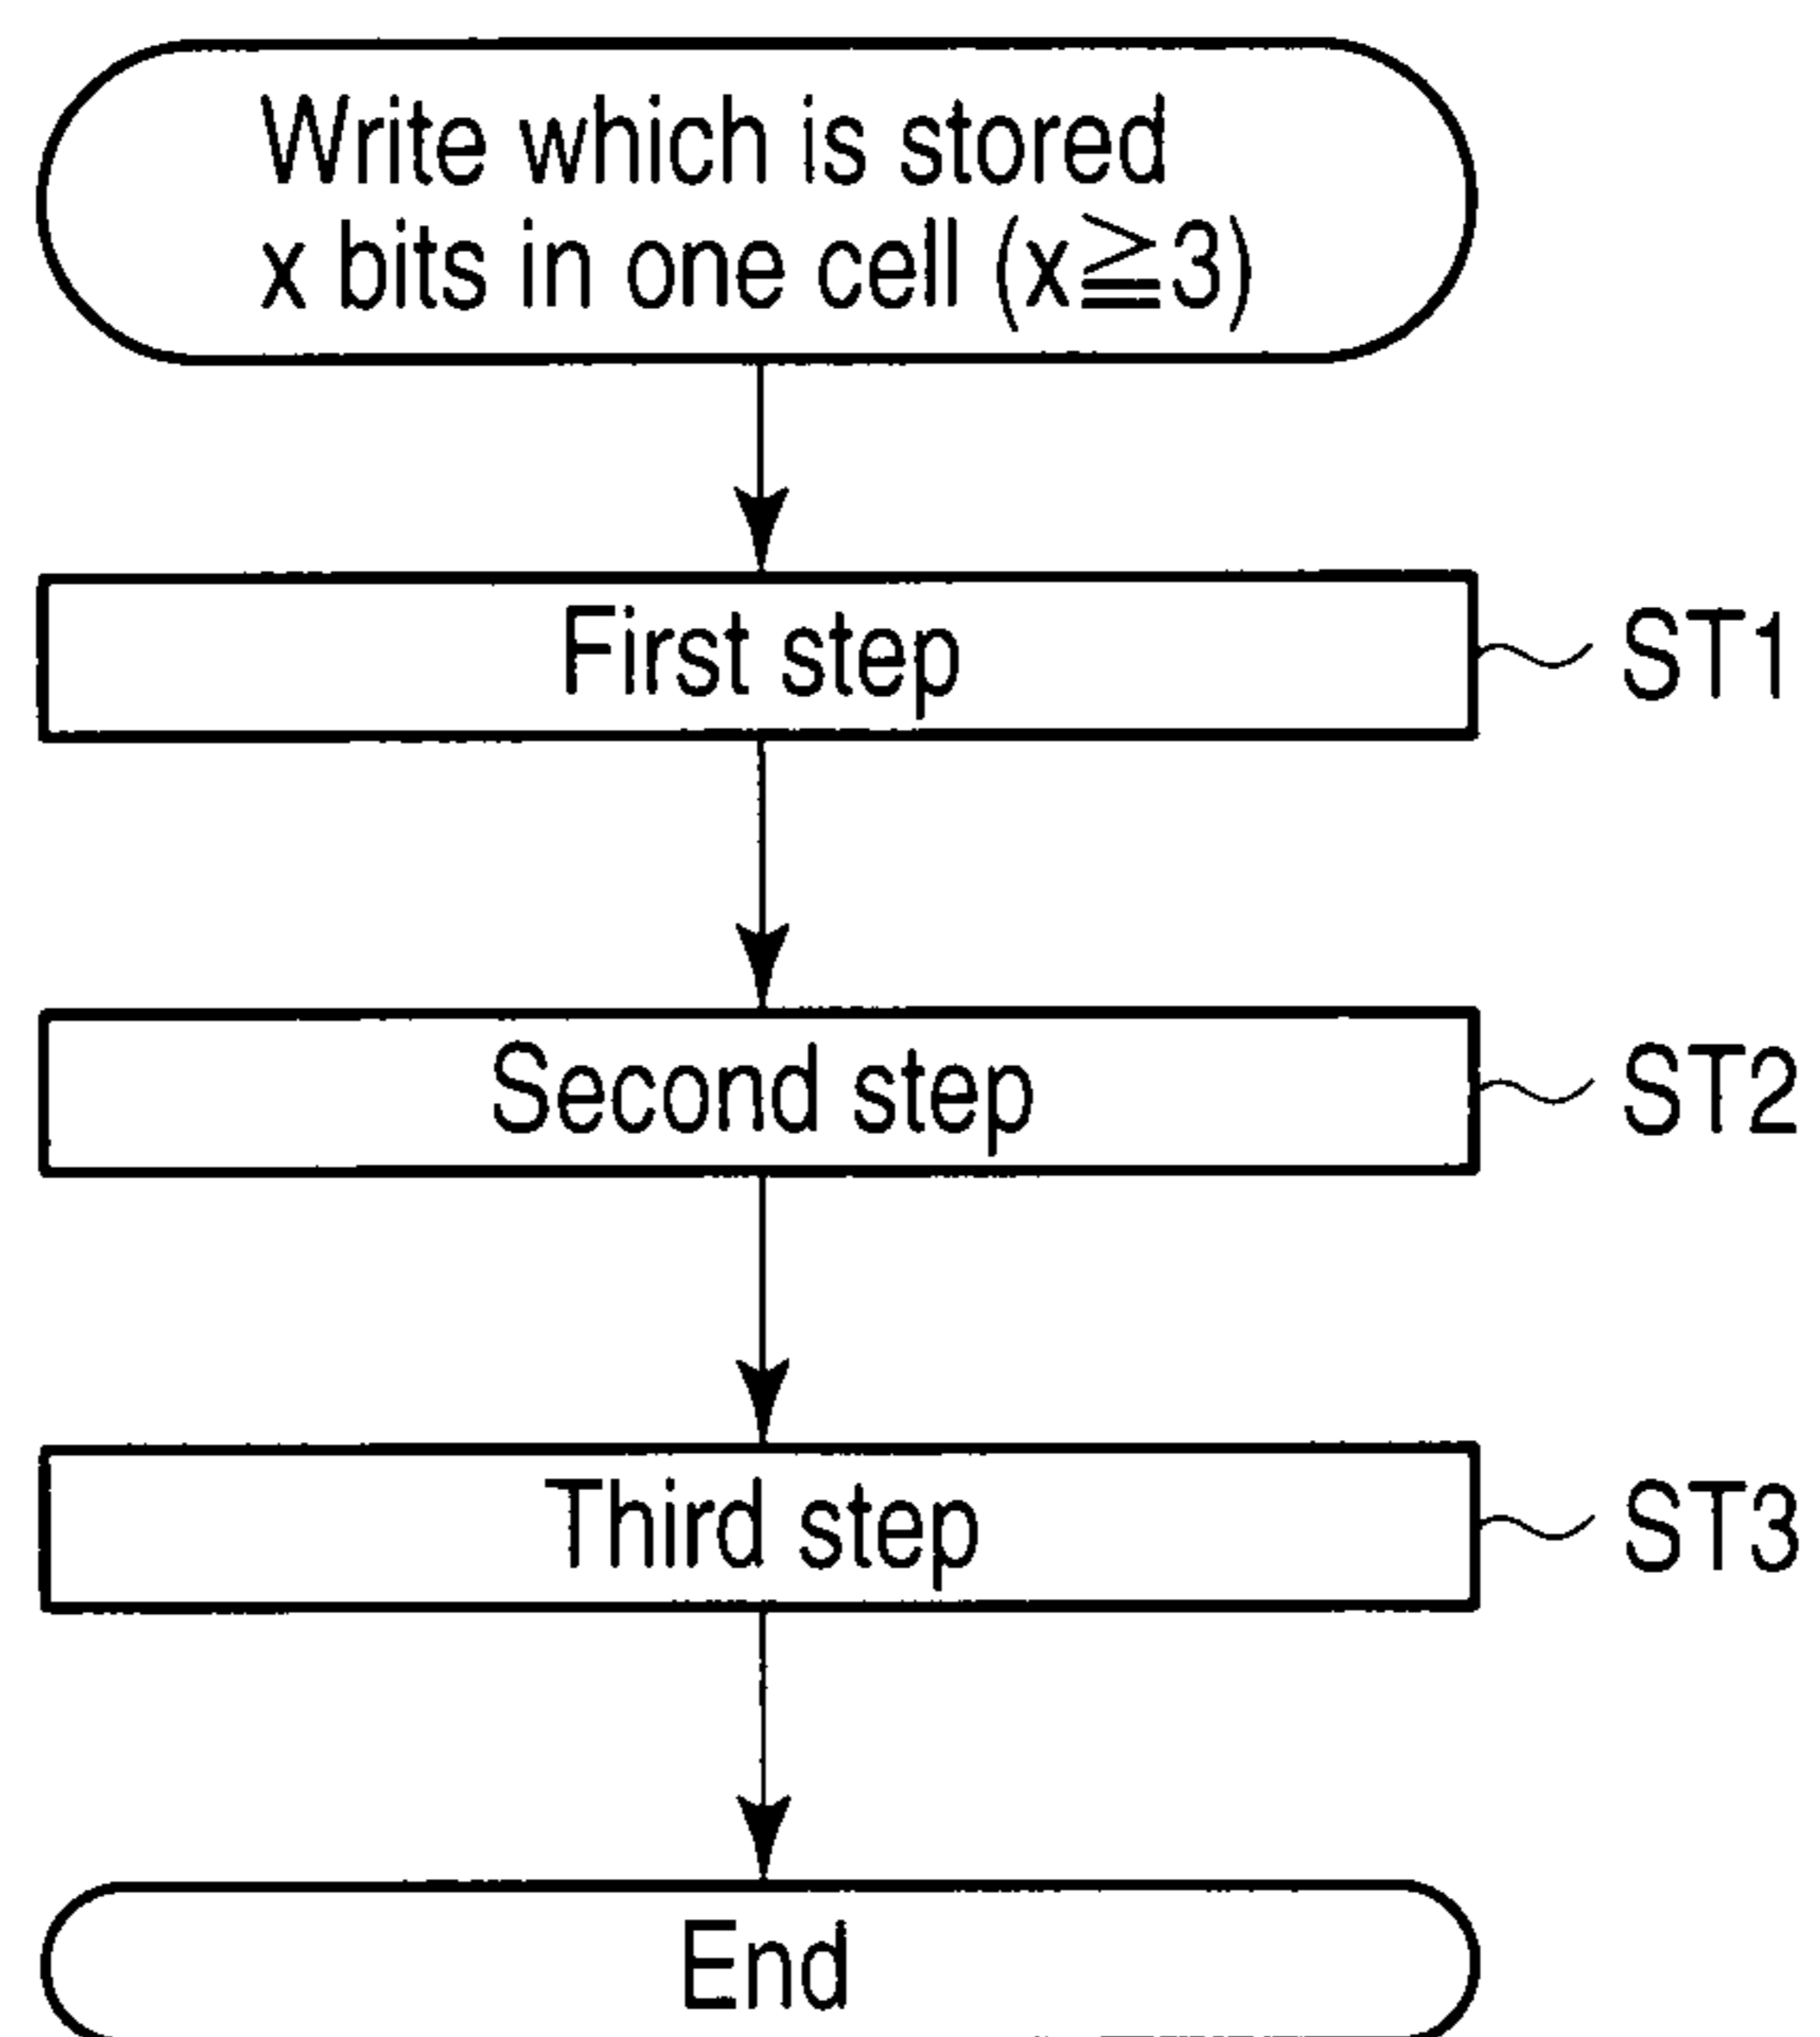 Write which is stored
x bits in one cell (x≧3)
First step
ST1
Second step
ST2
Third step
ST3
End